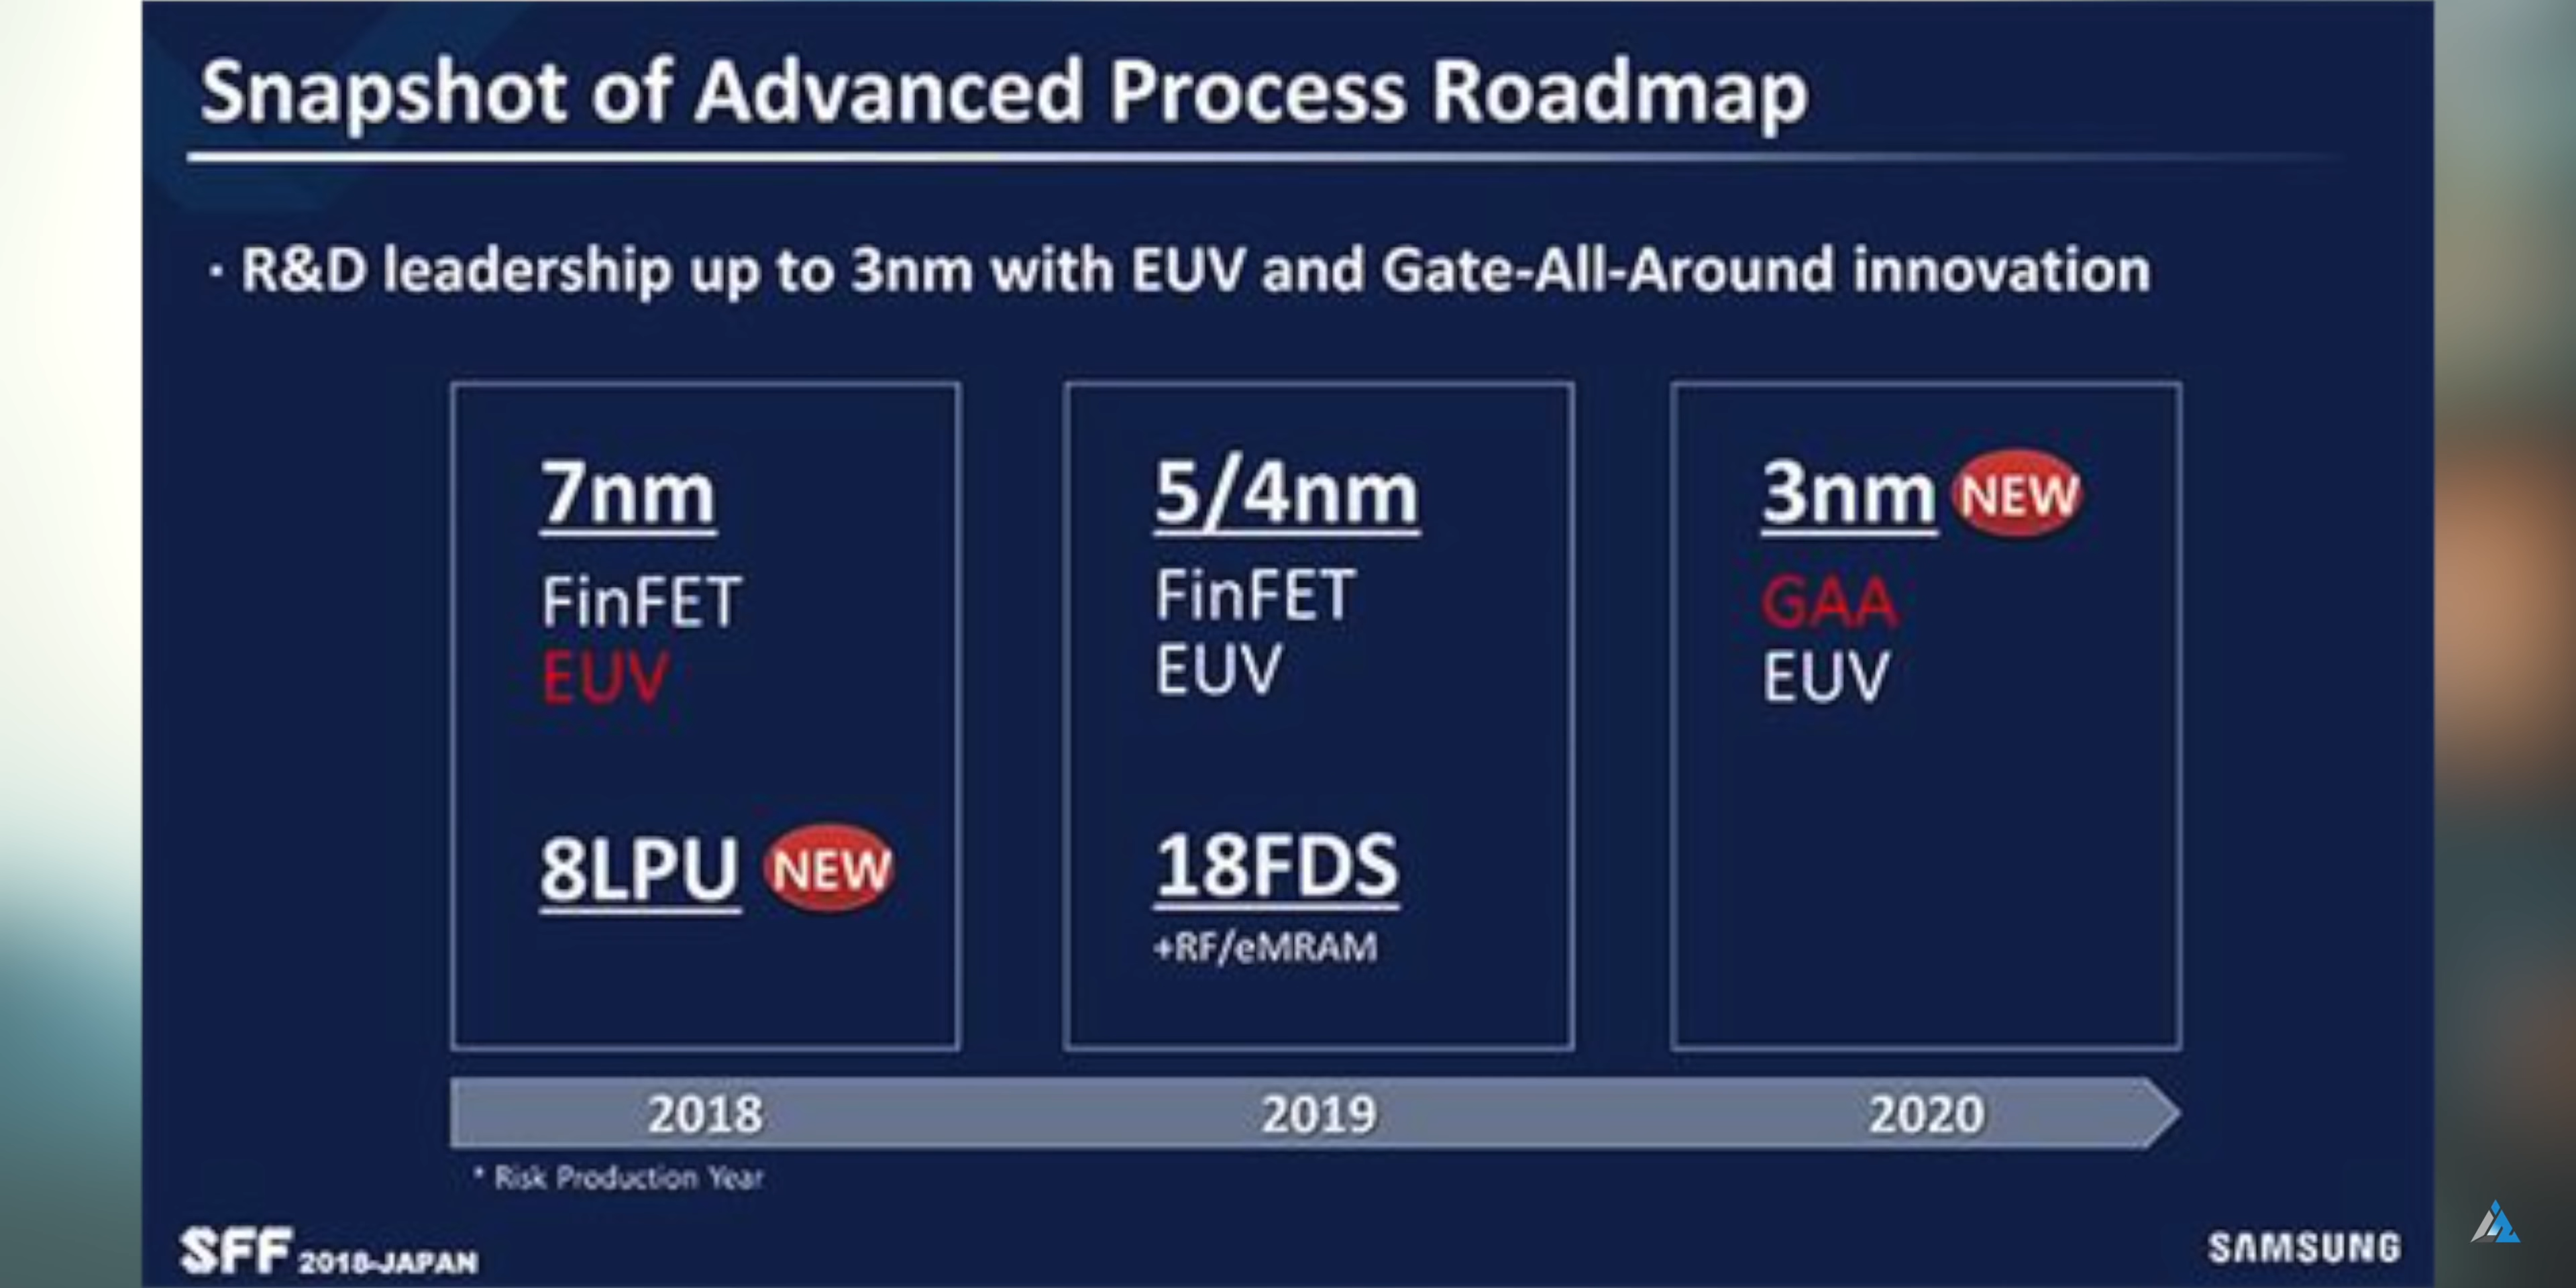 Snapshot of Advanced Process Roadmap
· R&D leadership up to 3nm with EUV and Gate-All-Around innovation
7nm
FinFET
EUV
8LPU NEW
5/4nm
FinFET
EUV
18FDS
+RF/eMRAM
3nm NEW
GAA
EUV
2018 2019 2020
* Risk Production Year
SFF 2018-JAPAN
SAMSUNG